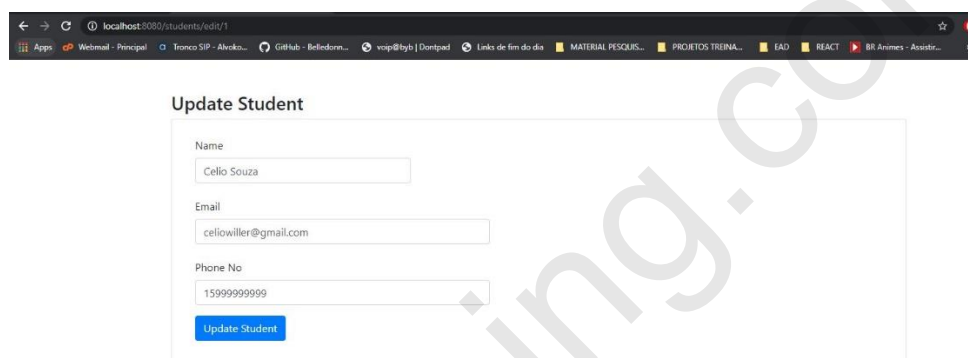 localhost:8080/students/edit/1
Apps Webmail - Principal Tronco SIP - Alvoko... GitHub - Belledonn... voip@byb | Dontpad Links de fim do dia MATERIAL PESQUIS... PROJETOS TREINA... EAD REACT BR Animes - Assistir...
Update Student
Name
Celio Souza
Email
celiowiller@gmail.com
Phone No
15999999999
Update Student
ing.co